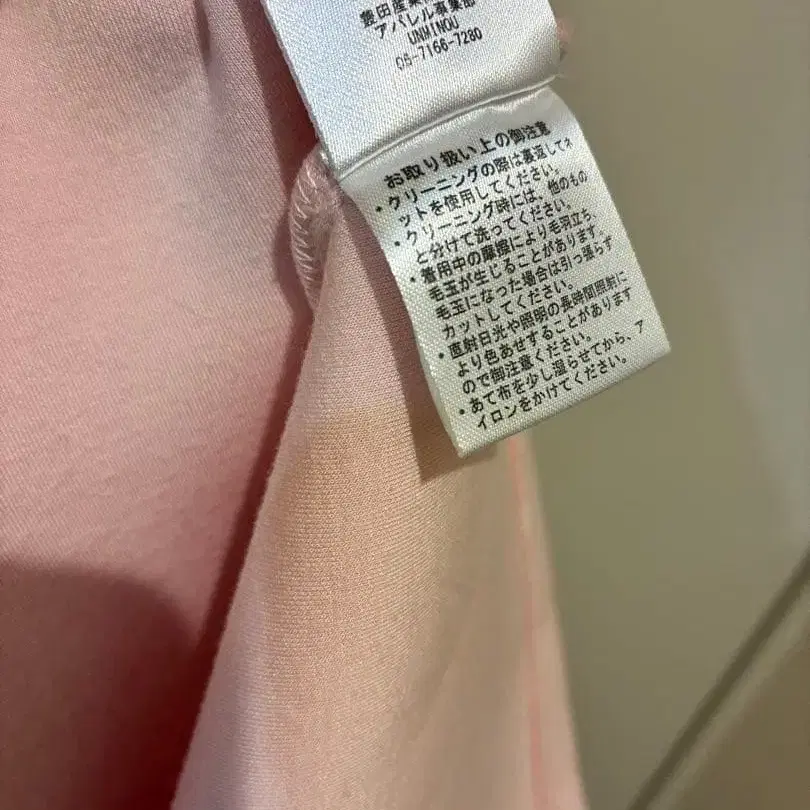 豊田産業
アパレル事業部
UNMINOU
06-7166-7280
お取り扱い上の御注意
・クリーニングの際は裏返してネ
ットを使用してください。
・クリーニング時には、他のもの
と分けて洗ってください。
・着用中の摩擦により毛羽立ち、
毛玉が生じることがあります。
毛玉になった場合は引っ張らず
カットしてください。
・直射日光や照明の長時間照射に
より色あせすることがあります
ので御注意ください。
・あて布を少し湿らせてから、ア
イロンをかけてください。